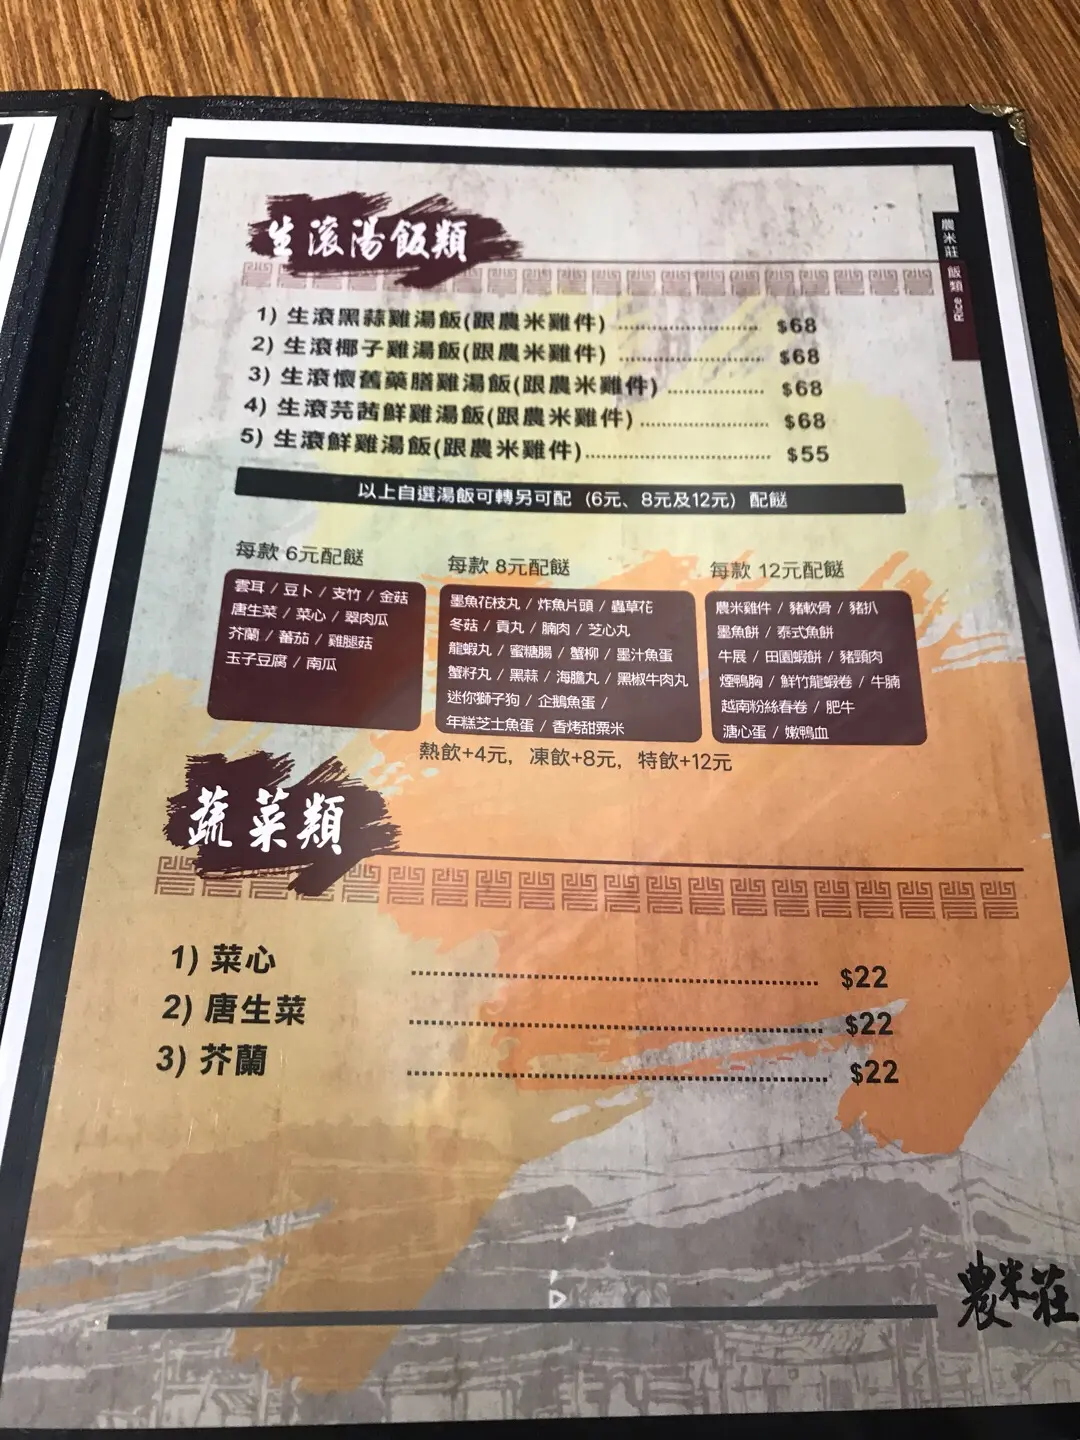 生滾湯飯類
農米莊 飯類 Rice
1) 生滾黑蒜雞湯飯(跟農米雞件) $68
2) 生滾椰子雞湯飯(跟農米雞件) $68
3) 生滾懷舊藥膳雞湯飯(跟農米雞件) $68
4) 生滾芫茜鮮雞湯飯(跟農米雞件) $68
5) 生滾鮮雞湯飯(跟農米雞件) $55
以上自選湯飯可轉另可配 (6元、8元及12元) 配餸
每款 6元配餸
雲耳 / 豆卜 / 支竹 / 金菇
唐生菜 / 菜心 / 翠肉瓜
芥蘭 / 蕃茄 / 雞腿菇
玉子豆腐 / 南瓜
每款 8元配餸
墨魚花枝丸 / 炸魚片頭 / 蟲草花
冬菇 / 貢丸 / 腩肉 / 芝心丸
龍蝦丸 / 蜜糖腸 / 蟹柳 / 墨汁魚蛋
蟹籽丸 / 黑蒜 / 海膽丸 / 黑椒牛肉丸
迷你獅子狗 / 企鵝魚蛋 /
年糕芝士魚蛋 / 香烤甜粟米
每款 12元配餸
農米雞件 / 豬軟骨 / 豬扒
墨魚餅 / 泰式魚餅
牛展 / 田園蝦餅 / 豬頸肉
煙鴨胸 / 鮮竹龍蝦卷 / 牛腩
越南粉絲春卷 / 肥牛
溏心蛋 / 嫩鴨血
熱飲+4元, 凍飲+8元, 特飲+12元
蔬菜類
1) 菜心 $22
2) 唐生菜 $22
3) 芥蘭 $22
農米莊